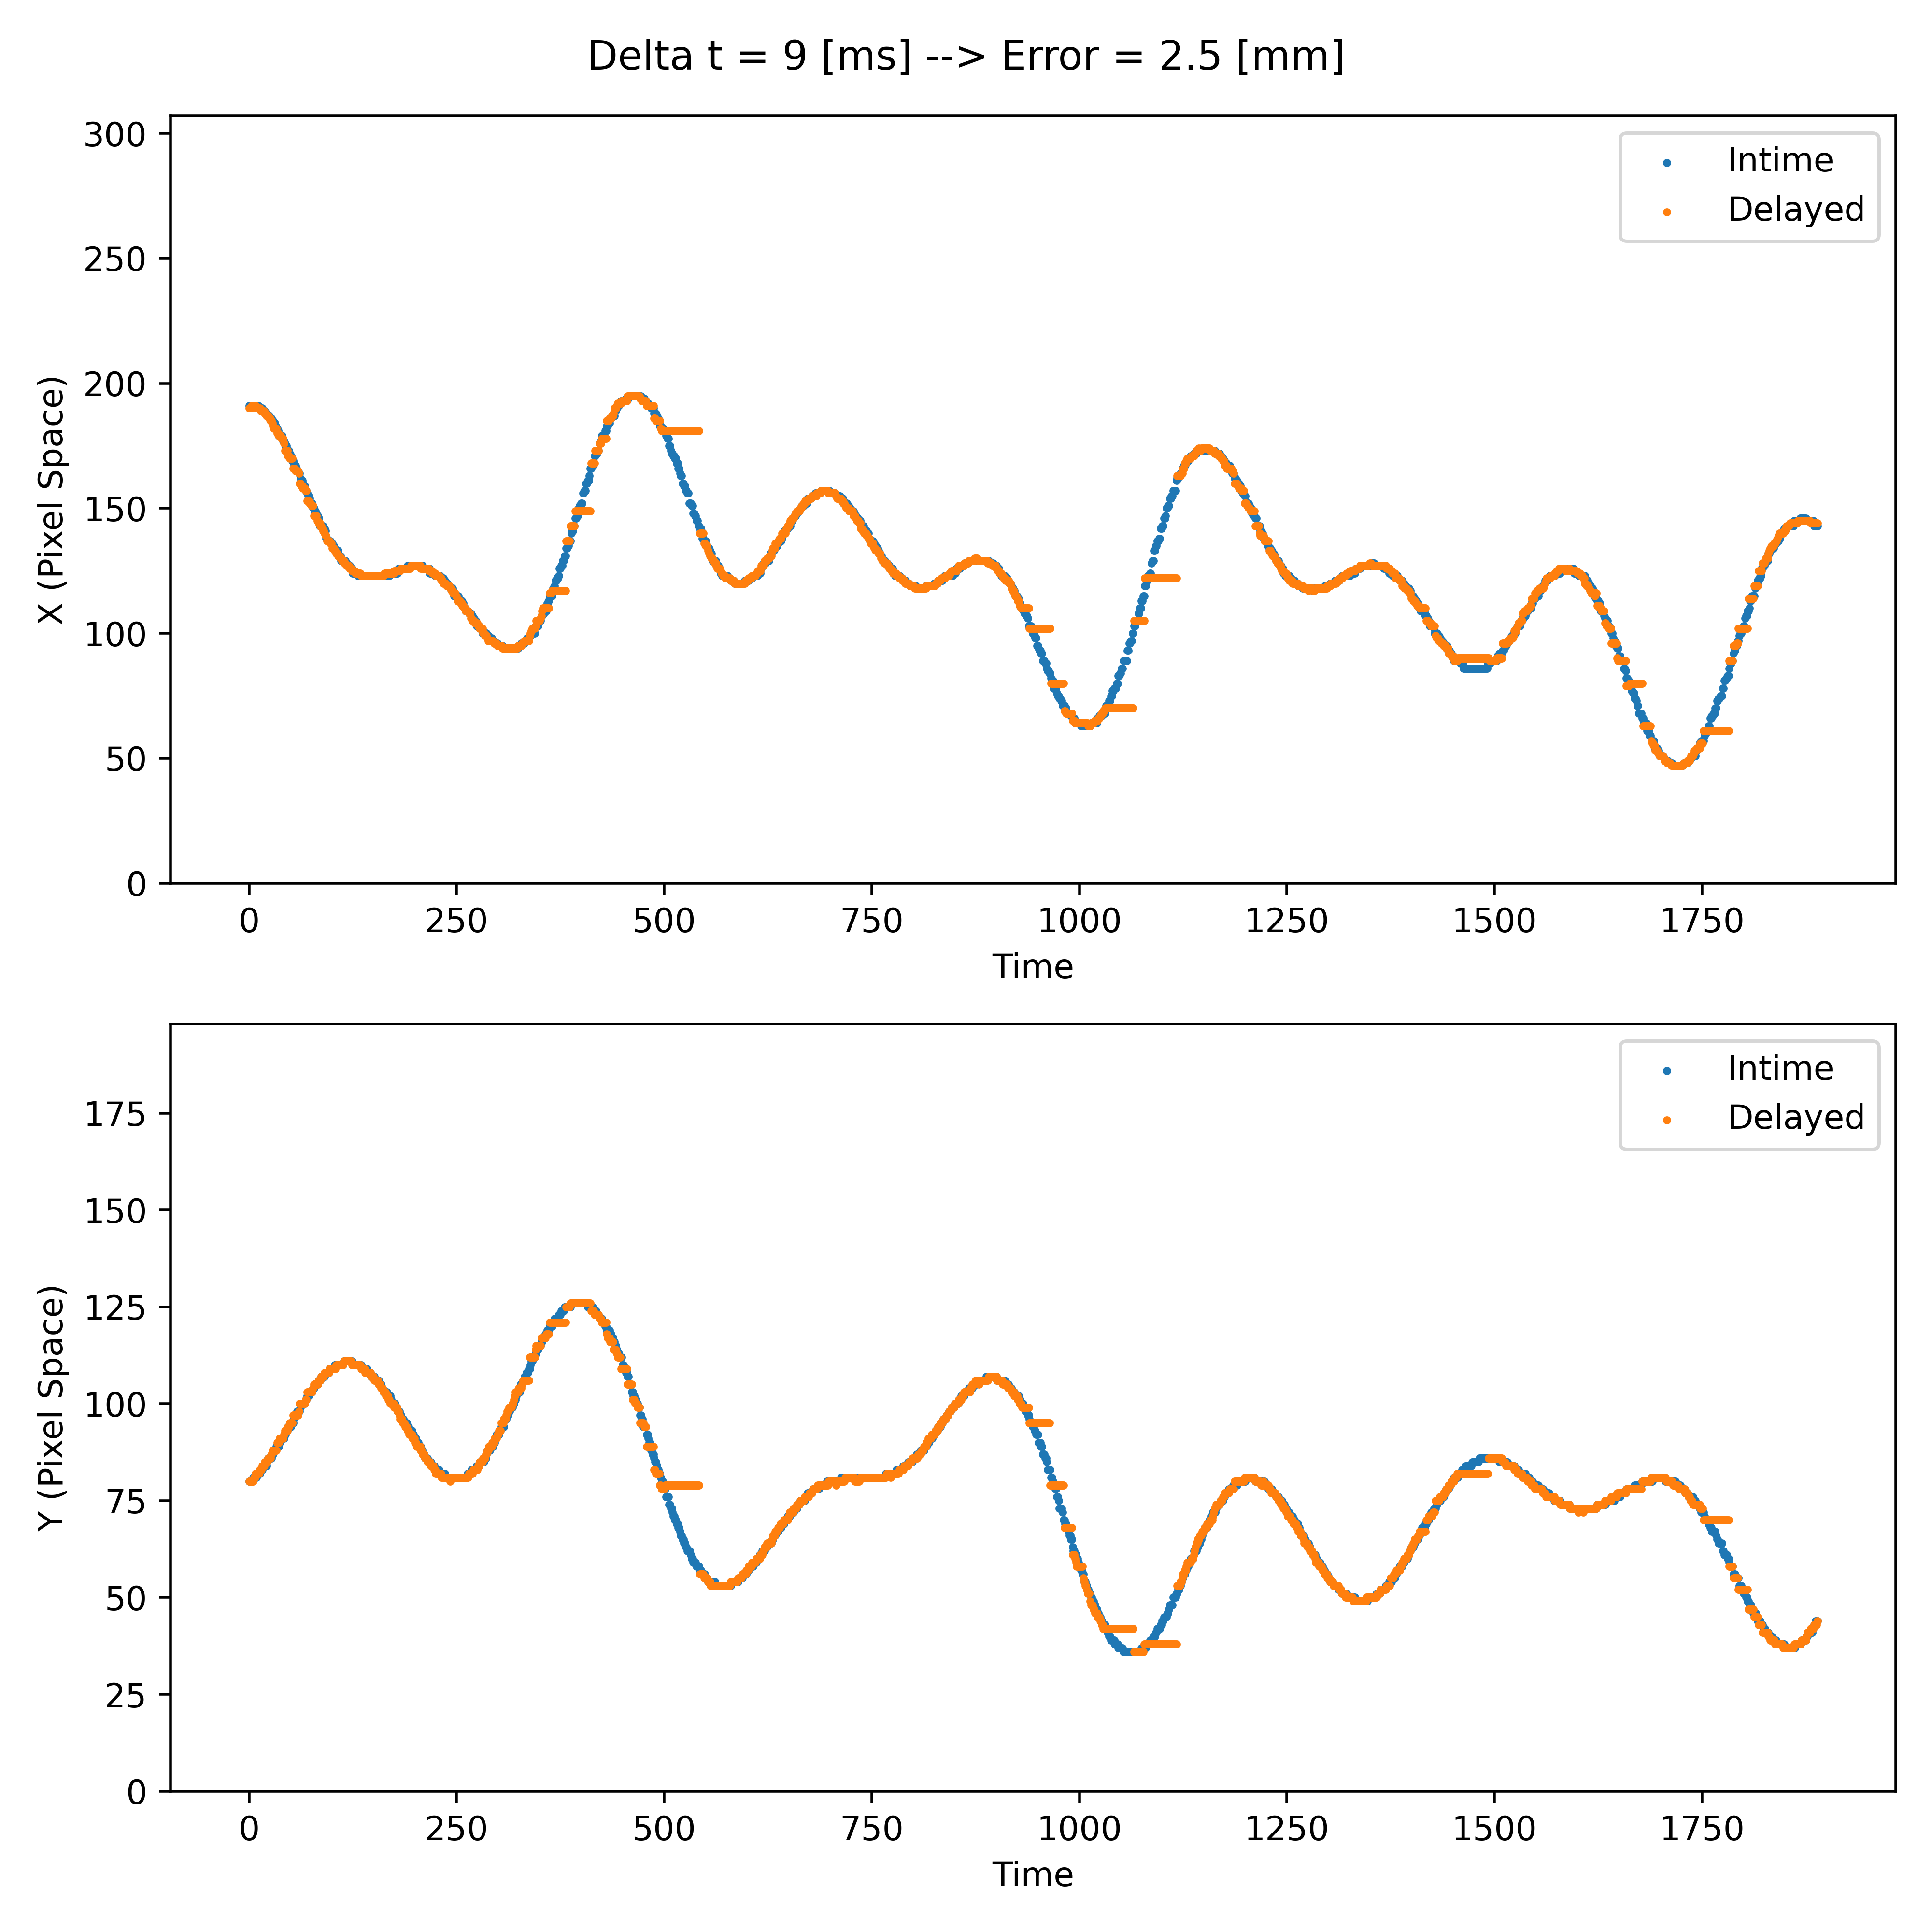 Delta t = 9 [ms] --> Error = 2.5 [mm]
300
250
200
150
100
50
0
X (Pixel Space)
Intime
Delayed
0 250 500 750 1000 1250 1500 1750
Time
175
150
125
100
75
50
25
0
Y (Pixel Space)
Intime
Delayed
0 250 500 750 1000 1250 1500 1750
Time